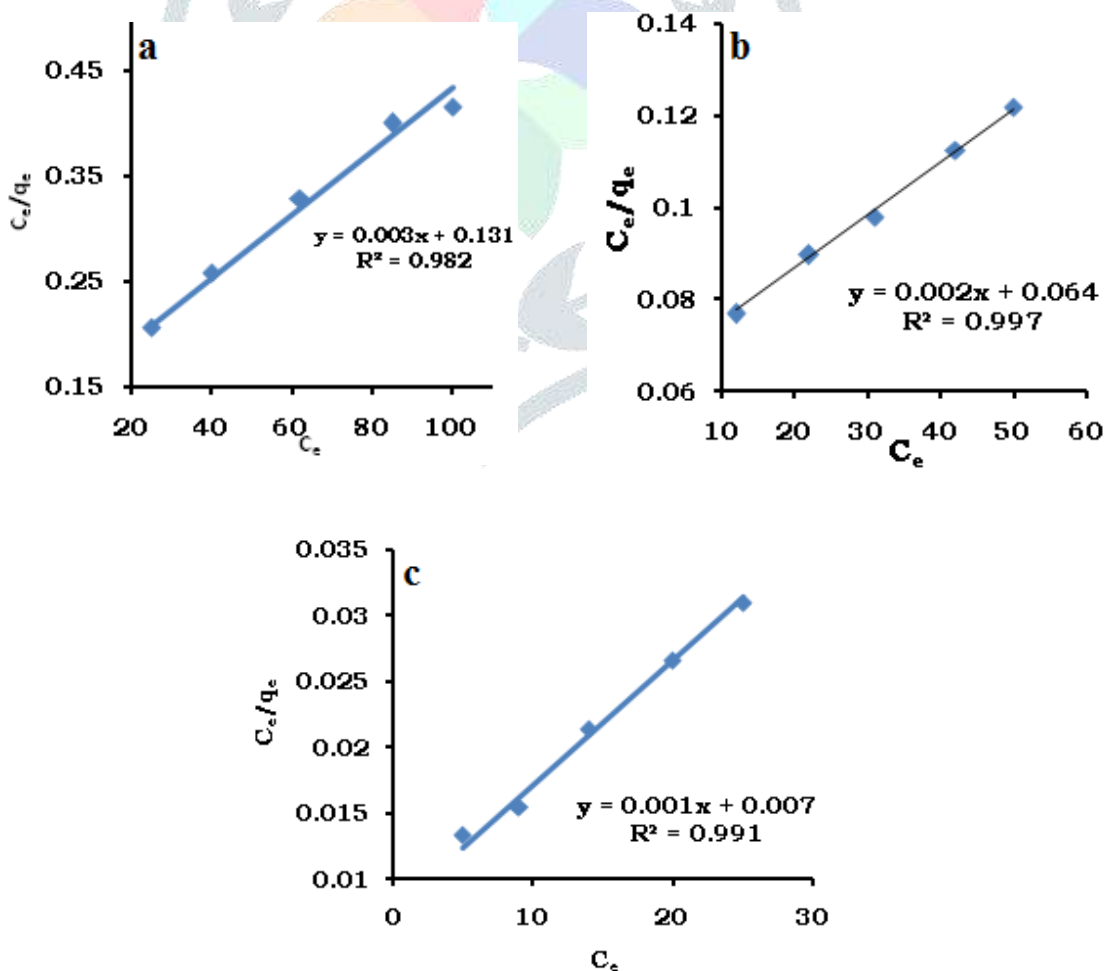 a
0.45
0.35
0.25
0.15
Cₑ/qₑ
y = 0.003x + 0.131
R² = 0.982
20 40 60 80 100
Cₑ
b
0.14
0.12
0.1
0.08
0.06
Cₑ/qₑ
y = 0.002x + 0.064
R² = 0.997
10 20 30 40 50 60
Cₑ
c
0.035
0.03
0.025
0.02
0.015
0.01
Cₑ/qₑ
y = 0.001x + 0.007
R² = 0.991
0 10 20 30
Cₑ